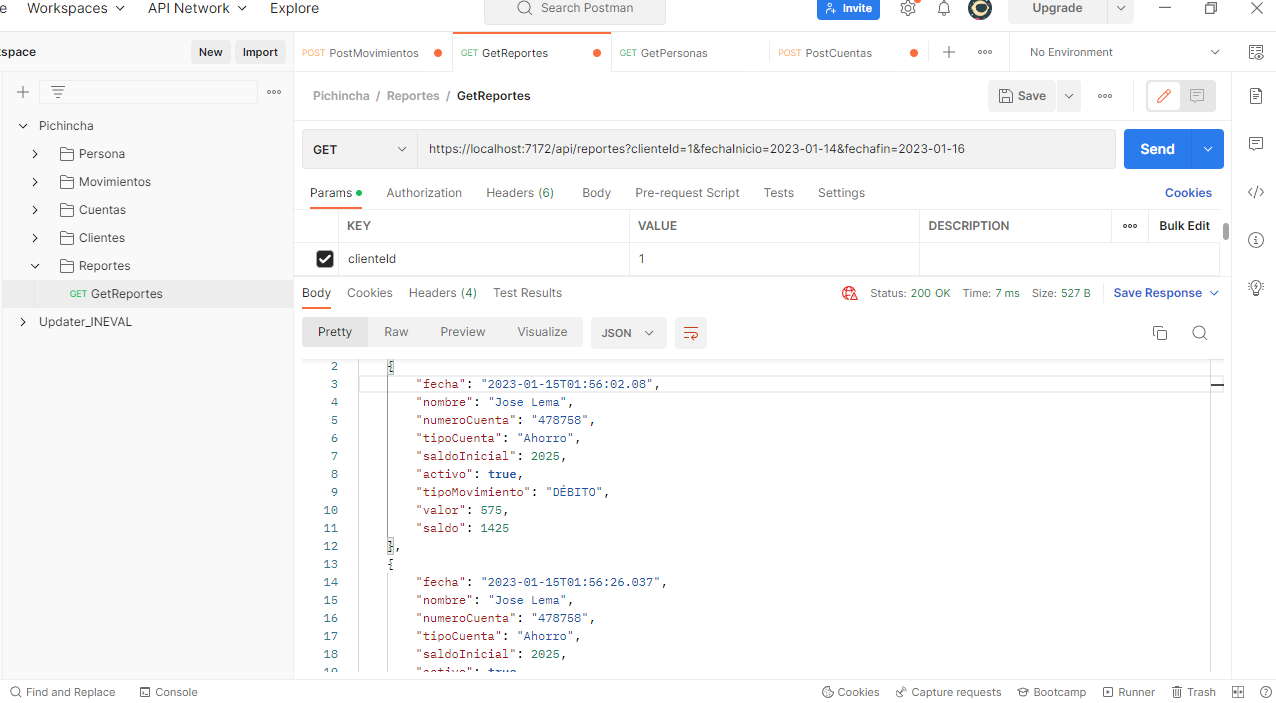 e Workspaces API Network Explore Search Postman Invite Upgrade
space New Import
POST PostMovimientos GET GetReportes GET GetPersonas POST PostCuentas No Environment
Pichincha
Persona
Movimientos
Cuentas
Clientes
Reportes
GET GetReportes
Updater_INEVAL
Pichincha / Reportes / GetReportes Save
GET https://localhost:7172/api/reportes?clienteId=1&fechaInicio=2023-01-14&fechafin=2023-01-16 Send
Params Authorization Headers (6) Body Pre-request Script Tests Settings Cookies
KEY VALUE DESCRIPTION Bulk Edit
clienteId 1
Body Cookies Headers (4) Test Results Status: 200 OK Time: 7 ms Size: 527 B Save Response
Pretty Raw Preview Visualize JSON
2 {
3 "fecha": "2023-01-15T01:56:02.08",
4 "nombre": "Jose Lema",
5 "numeroCuenta": "478758",
6 "tipoCuenta": "Ahorro",
7 "saldoInicial": 2025,
8 "activo": true,
9 "tipoMovimiento": "DÉBITO",
10 "valor": 575,
11 "saldo": 1425
12 },
13 {
14 "fecha": "2023-01-15T01:56:26.037",
15 "nombre": "Jose Lema",
16 "numeroCuenta": "478758",
17 "tipoCuenta": "Ahorro",
18 "saldoInicial": 2025,
19 "activo": true
Find and Replace Console Cookies Capture requests Bootcamp Runner Trash